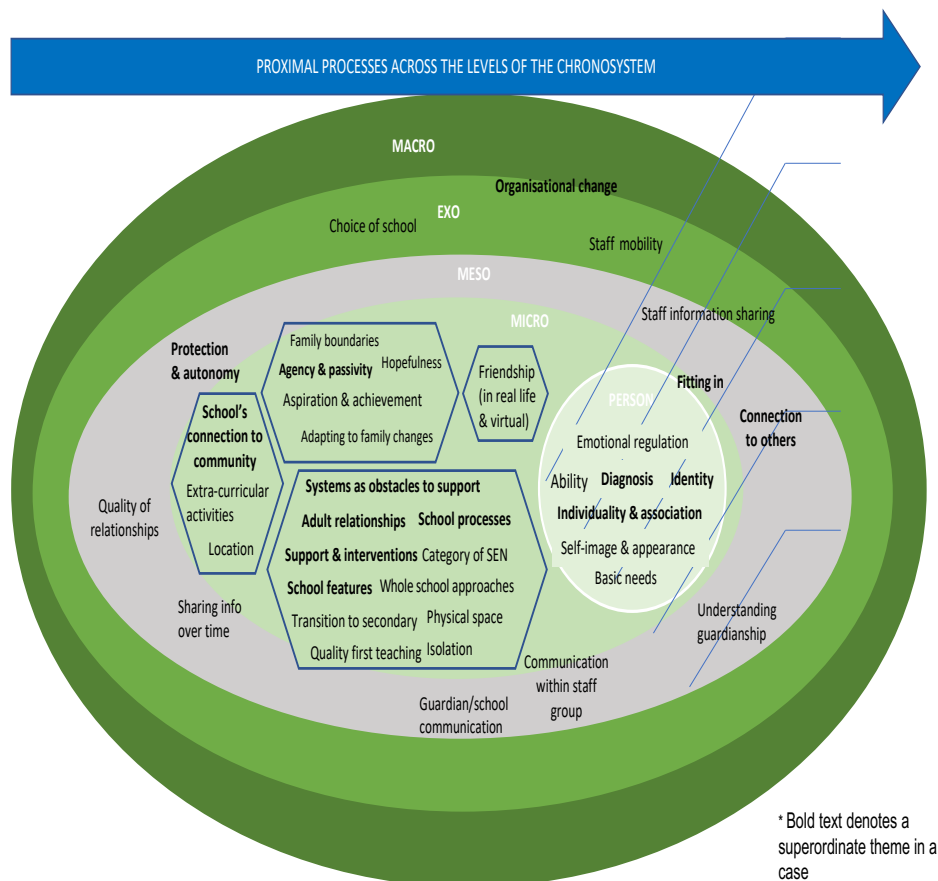 PROXIMAL PROCESSES ACROSS THE LEVELS OF THE CHRONOSYSTEM
MACRO
Organisational change
EXO
Choice of school
Staff mobility
MESO
Staff information sharing
MICRO
Protection
& autonomy
Family boundaries
Hopefulness
Agency & passivity
Aspiration & achievement
Adapting to family changes
Friendship
(in real life
& virtual)
Fitting in
PERSON
Connection
to others
School's
connection to
community
Extra-curricular
activities
Location
Emotional regulation
Ability
Diagnosis
Identity
Individuality & association
Self-image & appearance
Basic needs
Systems as obstacles to support
Adult relationships
School processes
Support & interventions
Category of SEN
School features
Whole school approaches
Transition to secondary
Physical space
Quality first teaching
Isolation
Quality of
relationships
Sharing info
over time
Understanding
guardianship
Communication
within staff
group
Guardian/school
communication
* Bold text denotes a
superordinate theme in a
case